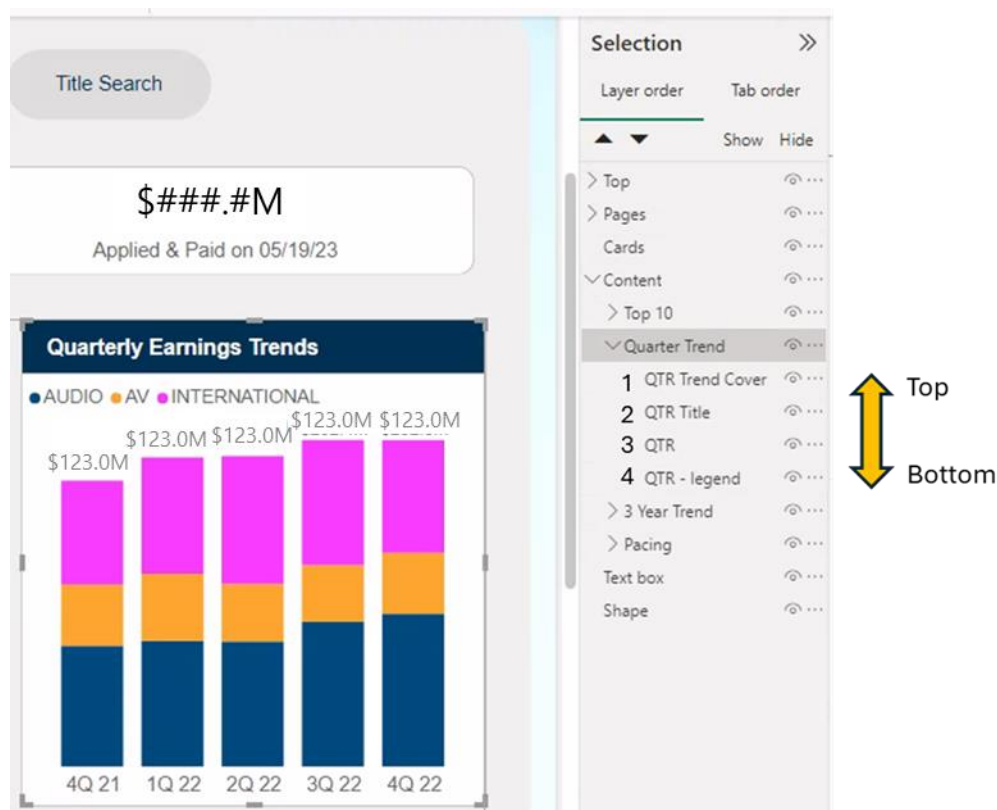 Title Search
$###.#M
Applied & Paid on 05/19/23
Quarterly Earnings Trends
AUDIO AV INTERNATIONAL
$123.0M $123.0M $123.0M $123.0M $123.0M
4Q 21 1Q 22 2Q 22 3Q 22 4Q 22
Selection
Layer order Tab order
Show Hide
Top
Pages
Cards
Content
Top 10
Quarter Trend
1 QTR Trend Cover
2 QTR Title
3 QTR
4 QTR - legend
3 Year Trend
Pacing
Text box
Shape
Top
Bottom